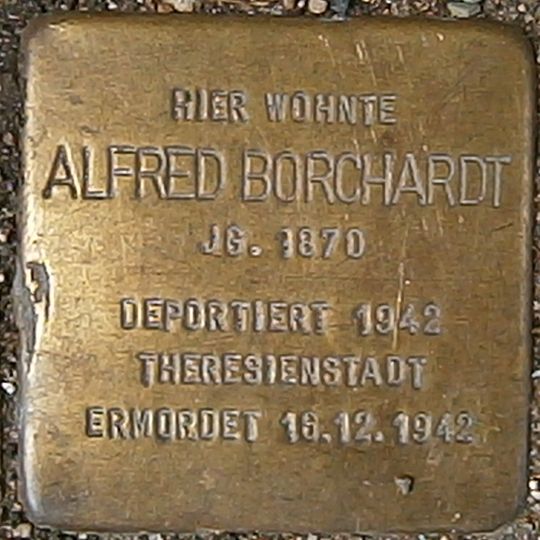 HIER WOHNTE
ALFRED BORCHARDT
JG. 1870
DEPORTIERT 1942
THERESIENSTADT
ERMORDET 16.12.1942